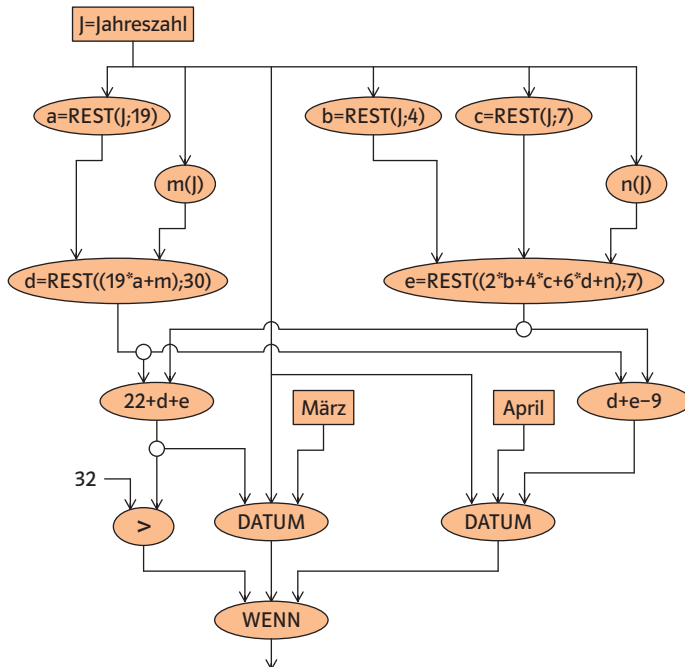 J=Jahreszahl
a=REST(J;19)
b=REST(J;4)
c=REST(J;7)
m(J)
n(J)
d=REST((19*a+m);30)
e=REST((2*b+4*c+6*d+n);7)
22+d+e
März
April
d+e−9
32
>
DATUM
DATUM
WENN